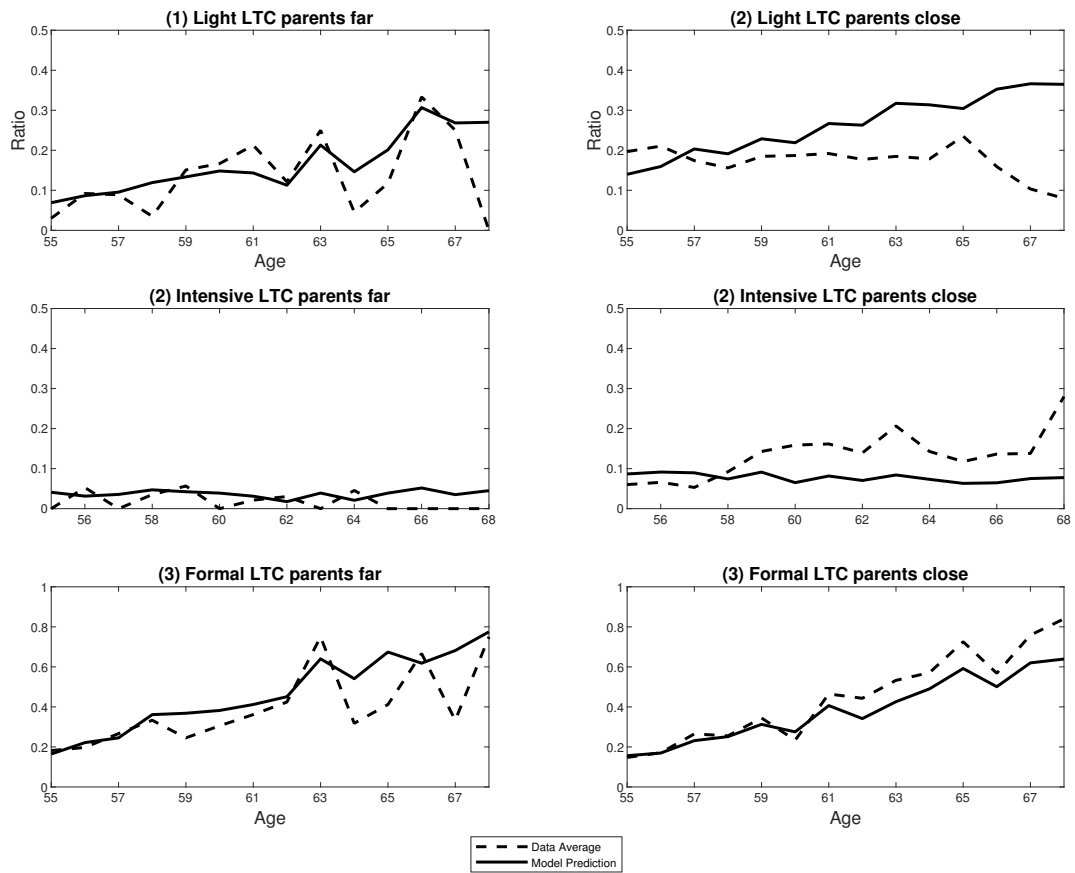 (1) Light LTC parents far
0.5
0.4
0.3
0.2
0.1
0
Ratio
55 57 59 61 63 65 67
Age
(2) Light LTC parents close
0.5
0.4
0.3
0.2
0.1
0
Ratio
55 57 59 61 63 65 67
Age
(2) Intensive LTC parents far
0.5
0.4
0.3
0.2
0.1
0
56 58 60 62 64 66 68
(2) Intensive LTC parents close
0.5
0.4
0.3
0.2
0.1
0
56 58 60 62 64 66 68
(3) Formal LTC parents far
1
0.8
0.6
0.4
0.2
0
55 57 59 61 63 65 67
Age
(3) Formal LTC parents close
1
0.8
0.6
0.4
0.2
0
55 57 59 61 63 65 67
Age
Data Average
Model Prediction